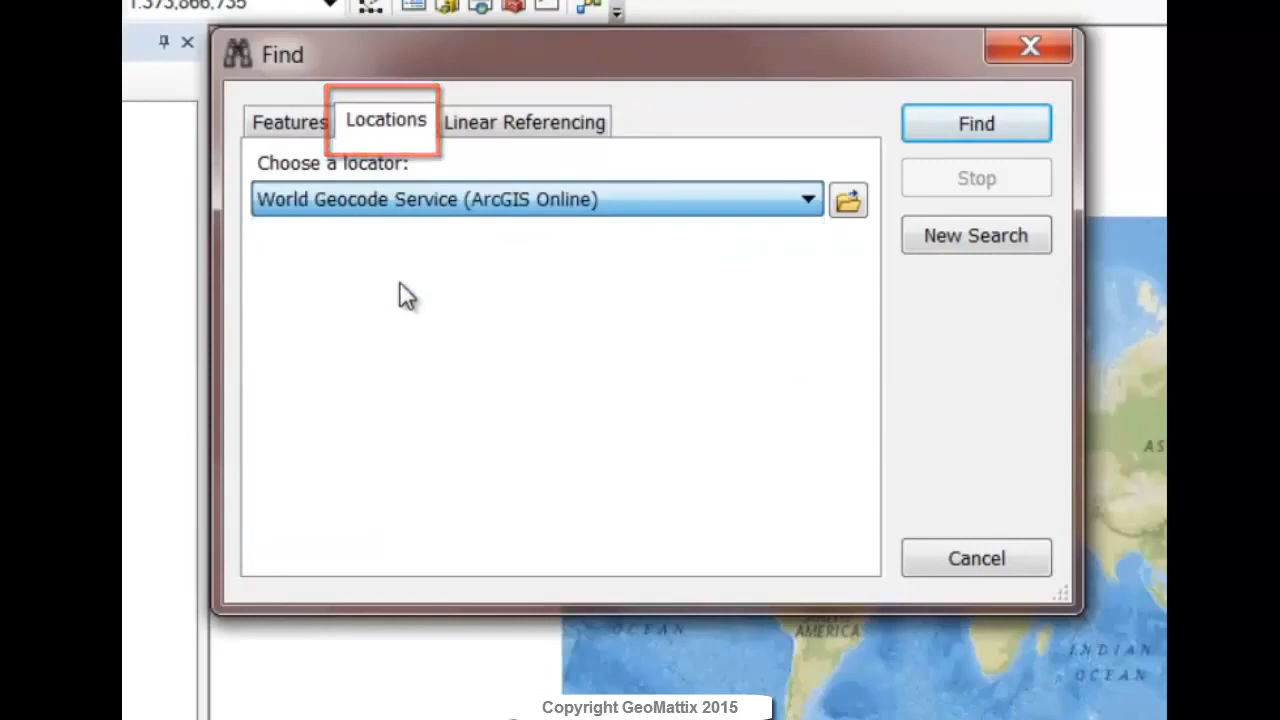 1:373,866,735
Find
Features
Locations
Linear Referencing
Choose a locator:
World Geocode Service (ArcGIS Online)
Find
Stop
New Search
Cancel
AS
OCEAN
AMERICA
INDIAN
OCEAN
Copyright GeoMattix 2015